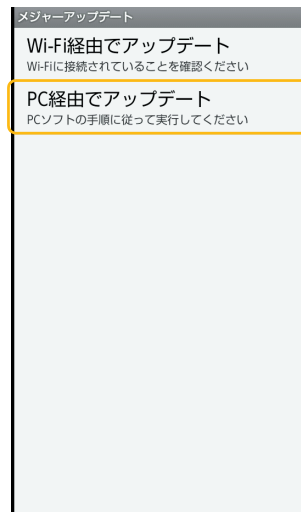 メジャーアップデート
Wi-Fi経由でアップデート
Wi-Fiに接続されていることを確認ください
PC経由でアップデート
PCソフトの手順に従って実行してください